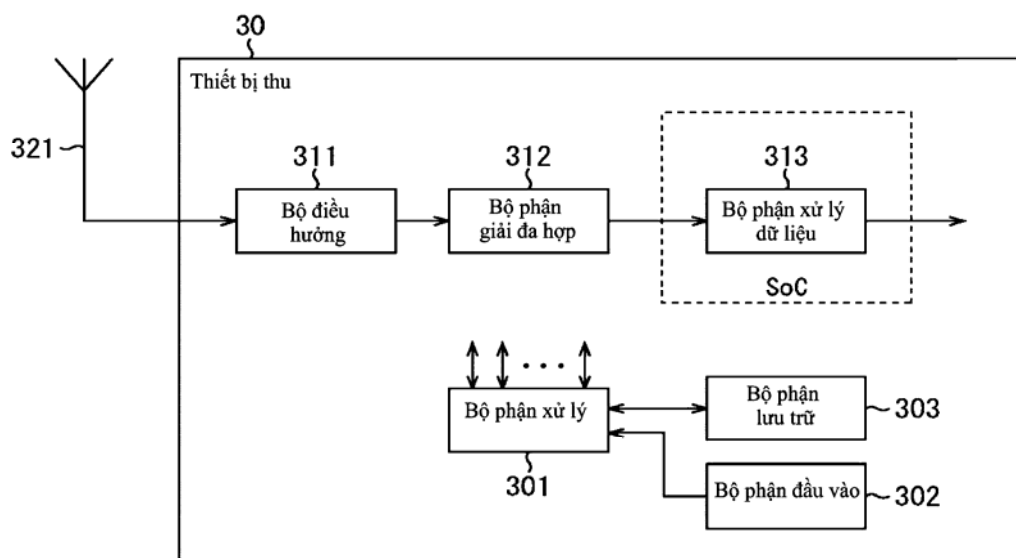 30
Thiết bị thu
321
311
312
313
Bộ điều
hưởng
Bộ phận
giải đa hợp
Bộ phận xử lý
dữ liệu
SoC
Bộ phận xử lý
301
Bộ phận
lưu trữ
303
Bộ phận đầu vào
302